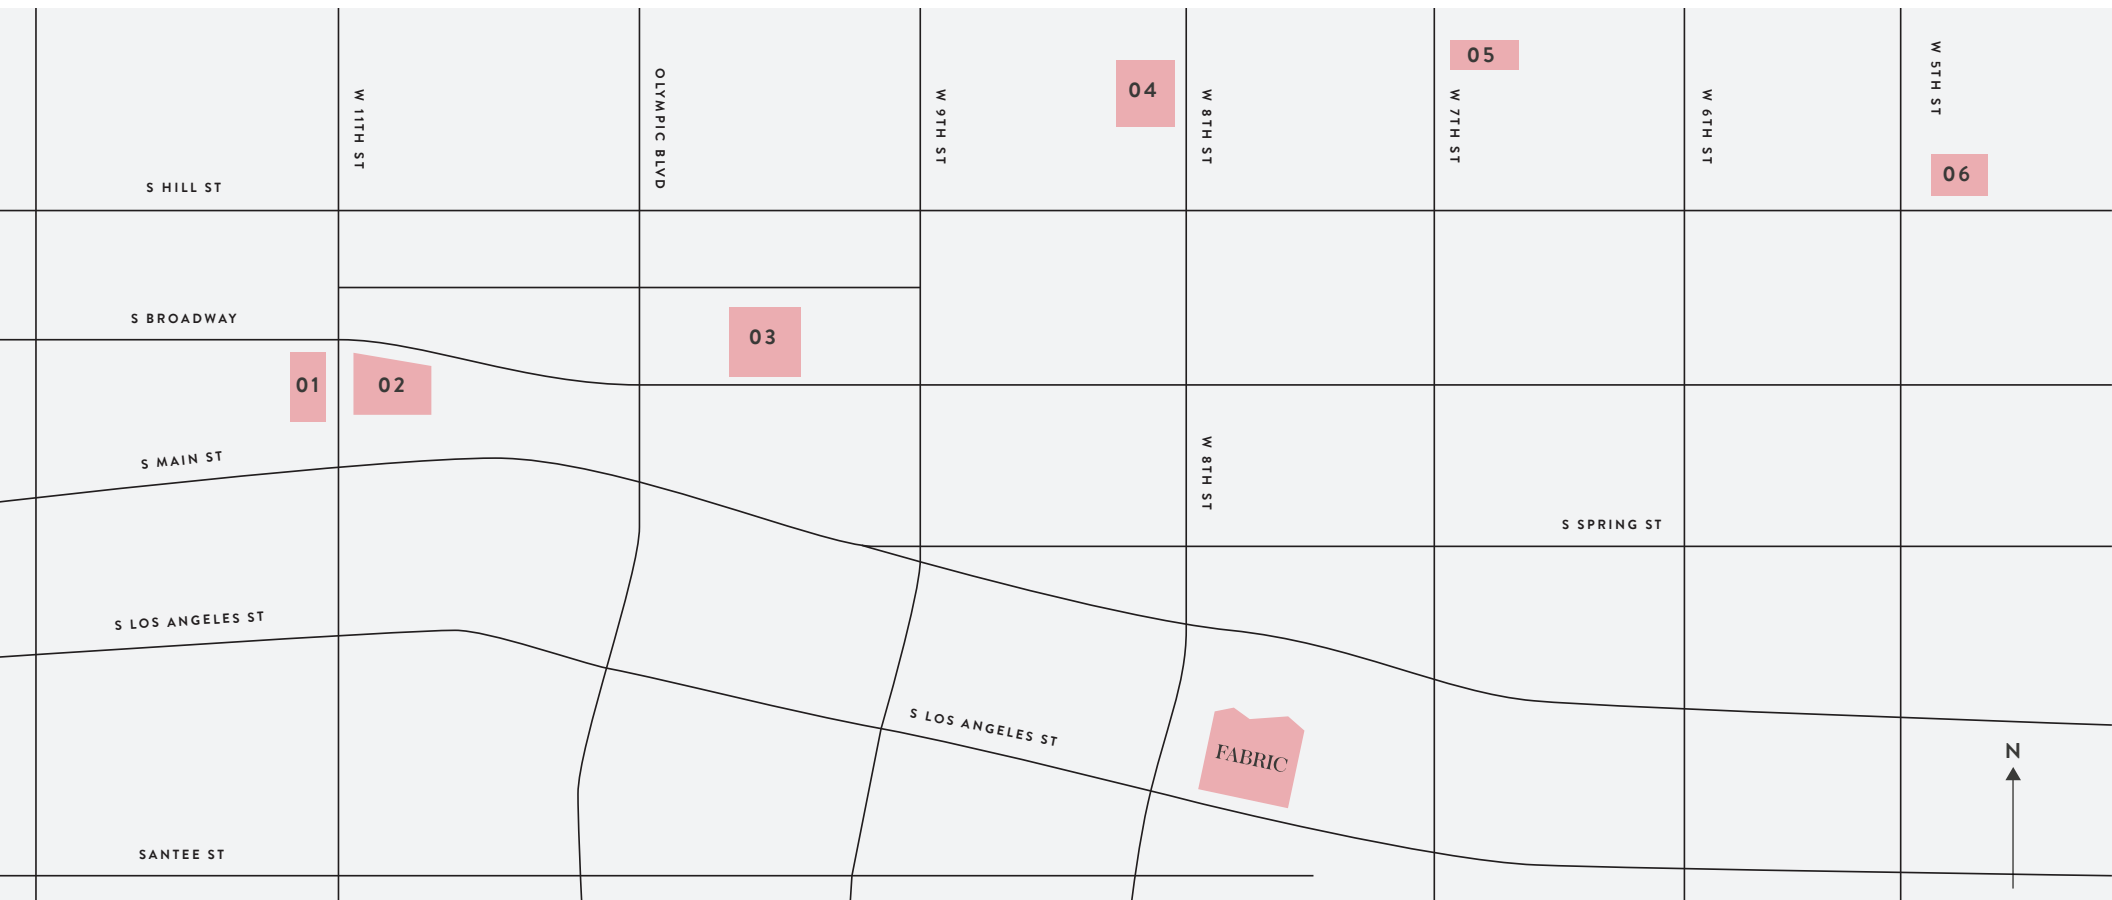 W 5TH ST
05
OLYMPIC BLVD
04
W 11TH ST
W 9TH ST
W 8TH ST
W 7TH ST
W 6TH ST
06
S HILL ST
S BROADWAY
03
01
02
S MAIN ST
W 8TH ST
S SPRING ST
S LOS ANGELES ST
S LOS ANGELES ST
FABRIC
N
SANTEE ST